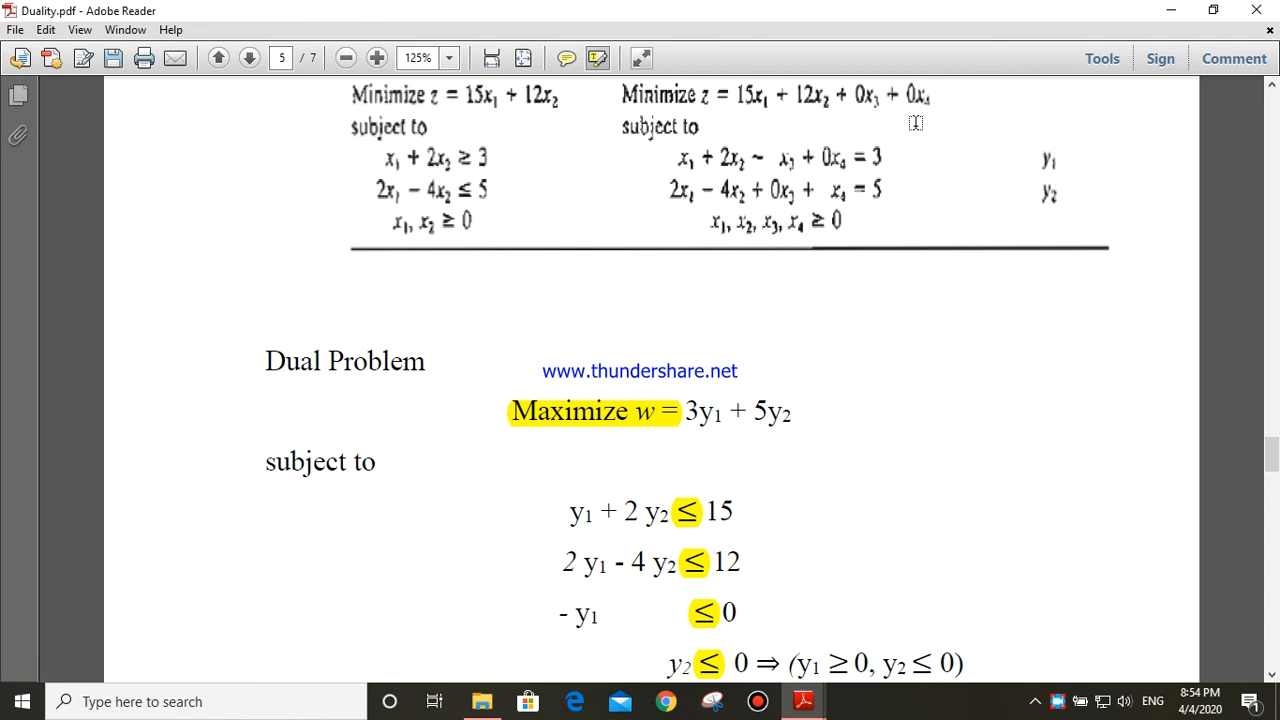 Duality.pdf - Adobe Reader
File Edit View Window Help
5 / 7 125% Tools Sign Comment
Minimize z = 15x₁ + 12x₂ Minimize z = 15x₁ + 12x₂ + 0x₃ + 0x₄
subject to subject to
x₁ + 2x₂ ≥ 3 x₁ + 2x₂ − x₃ + 0x₄ = 3 y₁
2x₁ − 4x₂ ≤ 5 2x₁ − 4x₂ + 0x₃ + x₄ = 5 y₂
x₁, x₂ ≥ 0 x₁, x₂, x₃, x₄ ≥ 0
Dual Problem
www.thundershare.net
Maximize w = 3y₁ + 5y₂
subject to
y₁ + 2 y₂ ≤ 15
2 y₁ - 4 y₂ ≤ 12
- y₁ ≤ 0
y₂ ≤ 0 ⇒ (y₁ ≥ 0, y₂ ≤ 0)
Type here to search
ENG
8:54 PM
4/4/2020
1